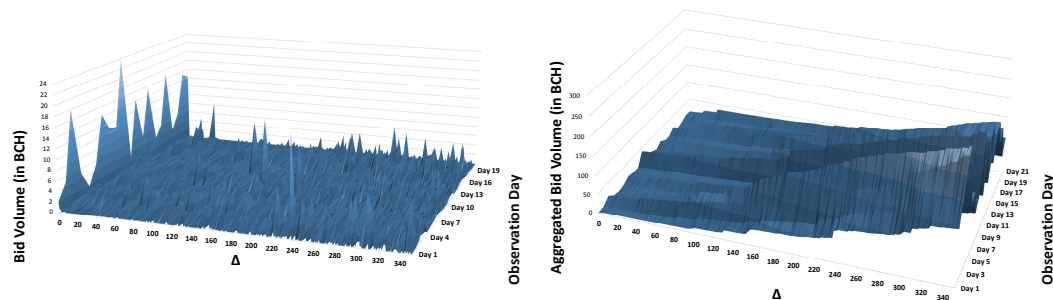 Bid Volume (in BCH)
24
22
20
18
16
14
12
10
8
6
4
2
0
0 20 40 60 80 100 120 140 160 180 200 220 240 260 280 300 320 340
Δ
Day 19
Day 16
Day 13
Day 10
Day 7
Day 4
Day 1
Observation Day
Aggregated Bid Volume (in BCH)
300
250
200
150
100
50
0
0 20 40 60 80 100 120 140 160 180 200 220 240 260 280 300 320 340
Δ
Day 21
Day 19
Day 17
Day 15
Day 13
Day 11
Day 9
Day 7
Day 5
Day 3
Day 1
Observation Day